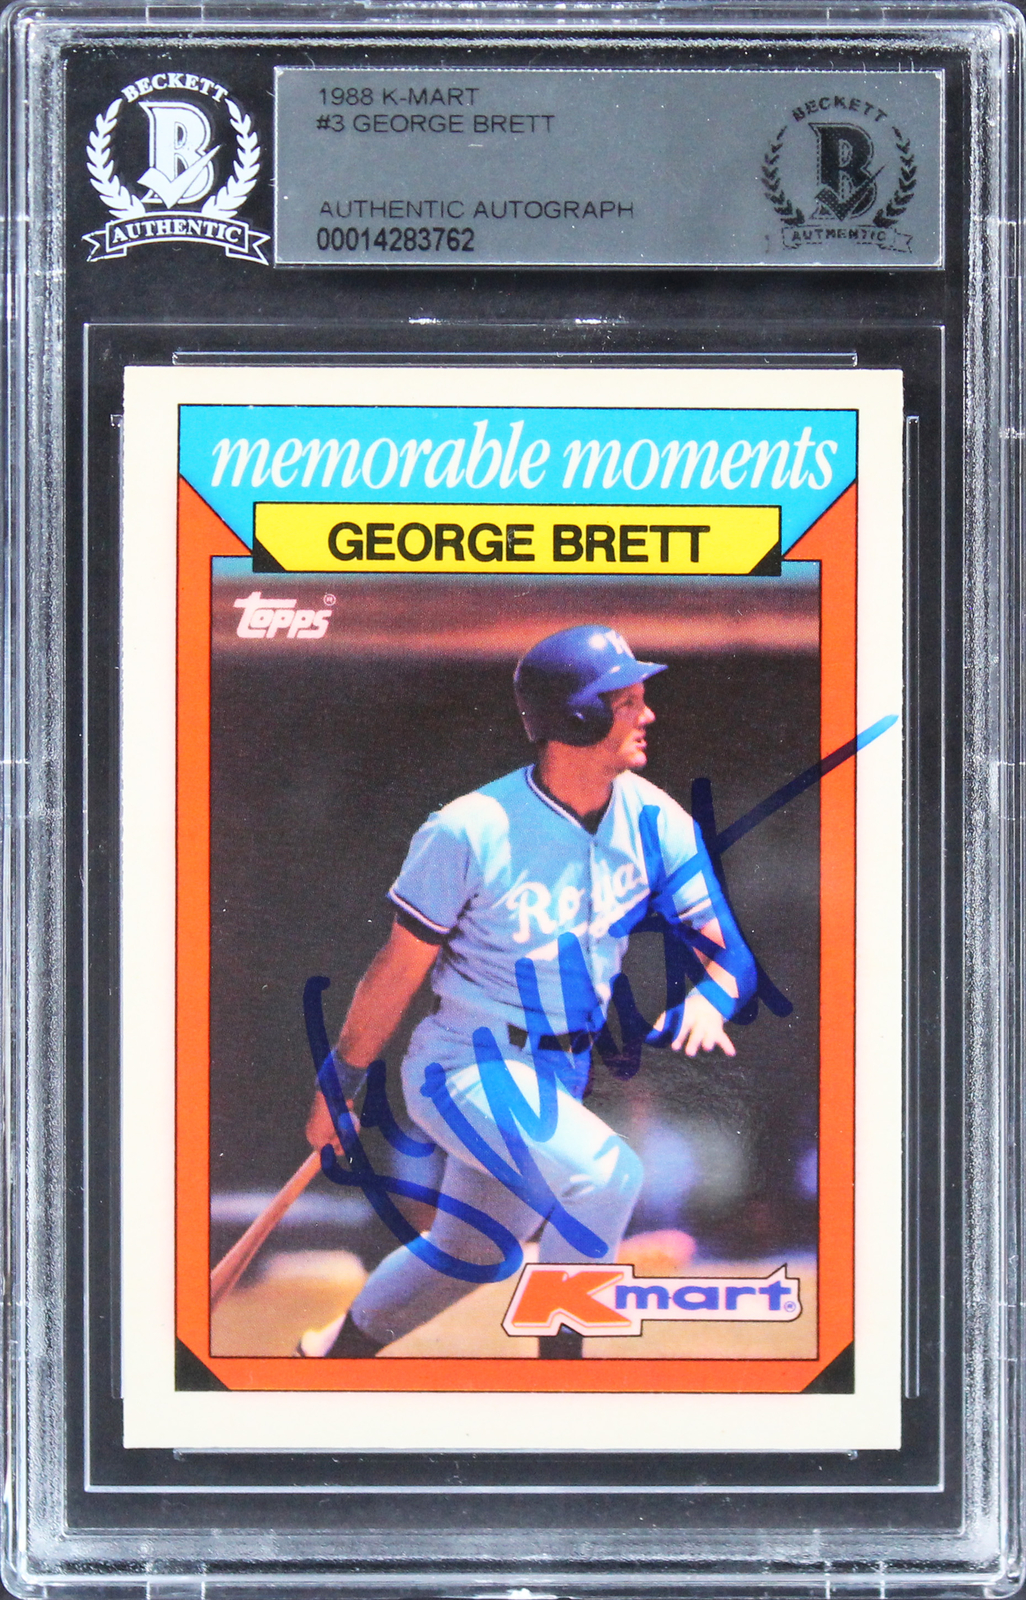 BECKETT
B
AUTHENTIC
1988 K-MART
#3 GEORGE BRETT
AUTHENTIC AUTOGRAPH
00014283762
BECKETT
B
AUTHENTIC
memorable moments
GEORGE BRETT
topps®
Royals
Kmart®